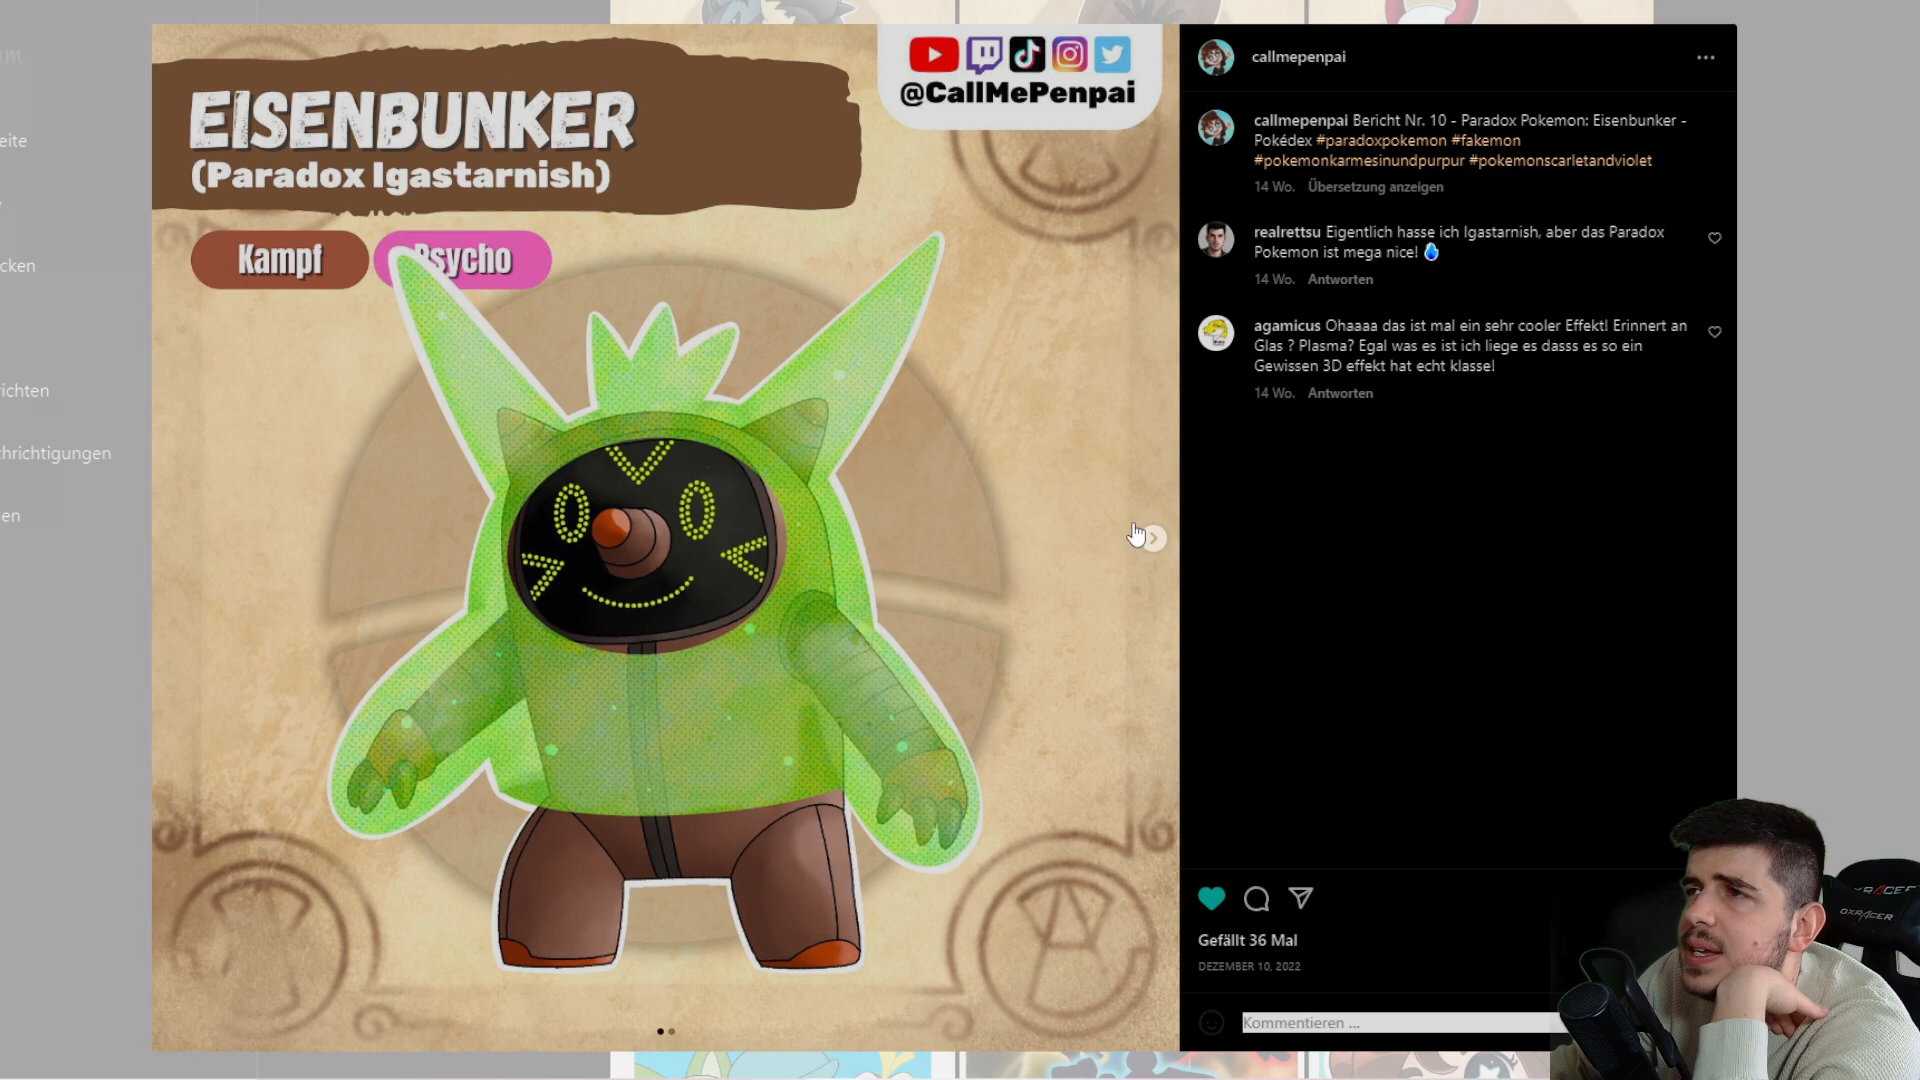 eite
cken
ichten
hrichtigungen
en
EISENBUNKER
(Paradox Igastarnish)
Kampf
Psycho
@CallMePenpai
callmepenpai
callmepenpai Bericht Nr. 10 - Paradox Pokemon: Eisenbunker -
Pokédex #paradoxpokemon #fakemon
#pokemonkarmesinundpurpur #pokemonscarletandviolet
14 Wo. Übersetzung anzeigen
realrettsu Eigentlich hasse ich Igastarnish, aber das Paradox
Pokemon ist mega nice!
14 Wo. Antworten
agamicus Ohaaaa das ist mal ein sehr cooler Effekt! Erinnert an
Glas ? Plasma? Egal was es ist ich liege es dasss es so ein
Gewissen 3D effekt hat echt klasse!
14 Wo. Antworten
Gefällt 36 Mal
DEZEMBER 10, 2022
Kommentieren ...
OXRACER